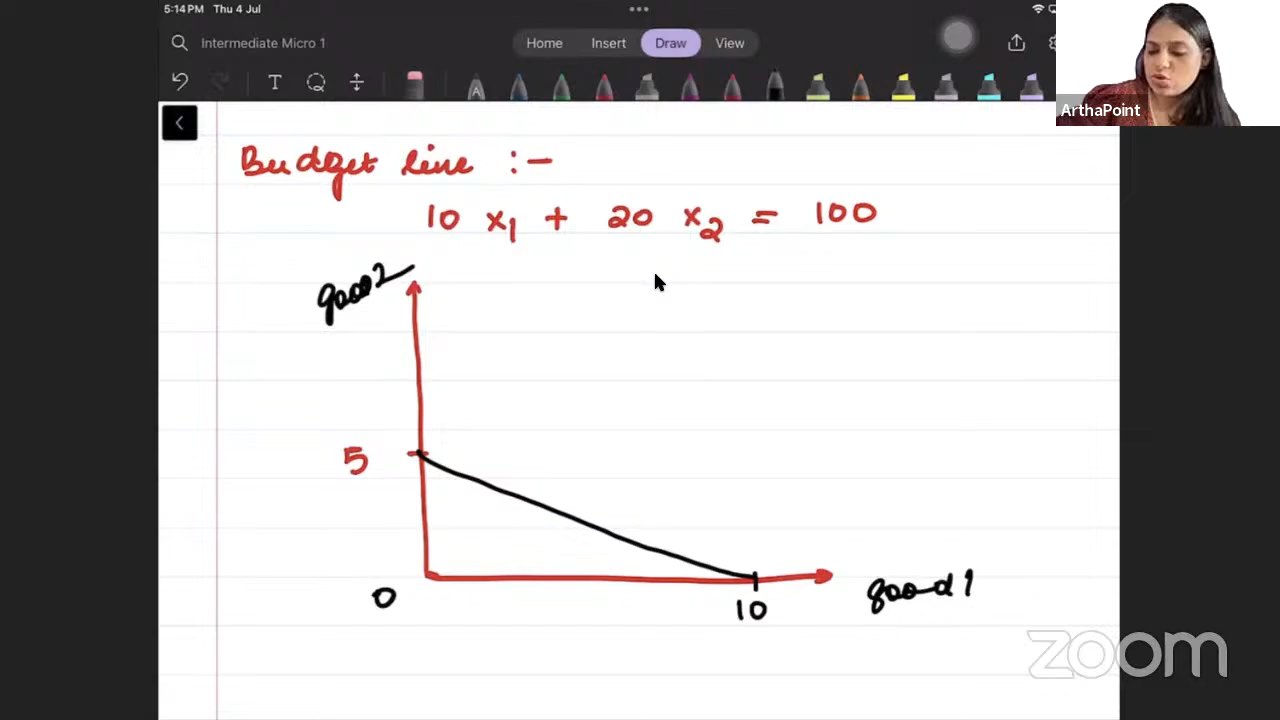 5:14 PM Thu 4 Jul
Intermediate Micro 1
Home Insert Draw View
ArthaPoint
Budget line :-
10 x₁ + 20 x₂ = 100
good 2
5
0
10
good 1
zoom